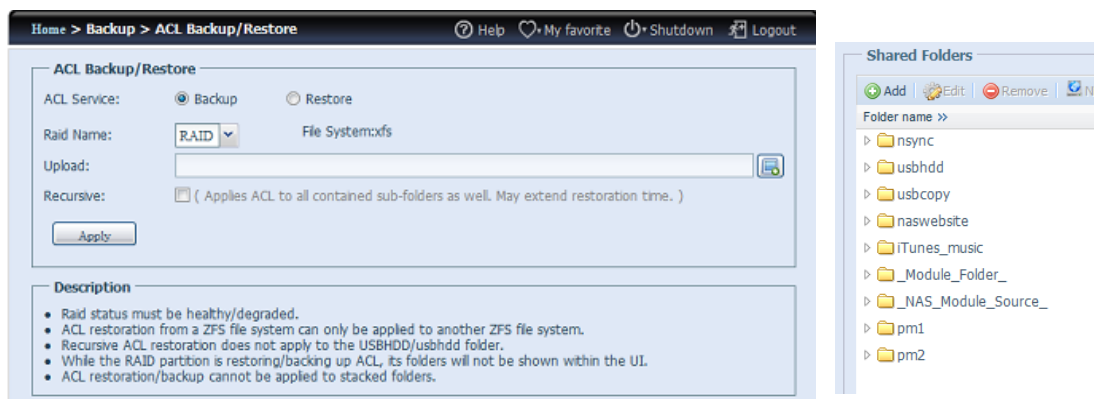 Home > Backup > ACL Backup/Restore
Help My favorite Shutdown Logout
ACL Backup/Restore
ACL Service: Backup Restore
Raid Name: RAID File System:xfs
Upload:
Recursive: ( Applies ACL to all contained sub-folders as well. May extend restoration time. )
Apply
Description
Raid status must be healthy/degraded.
ACL restoration from a ZFS file system can only be applied to another ZFS file system.
Recursive ACL restoration does not apply to the USBHDD/usbhdd folder.
While the RAID partition is restoring/backing up ACL, its folders will not be shown within the UI.
ACL restoration/backup cannot be applied to stacked folders.
Shared Folders
Add Edit Remove N
Folder name »
nsync
usbhdd
usbcopy
naswebsite
iTunes_music
_Module_Folder_
_NAS_Module_Source_
pm1
pm2